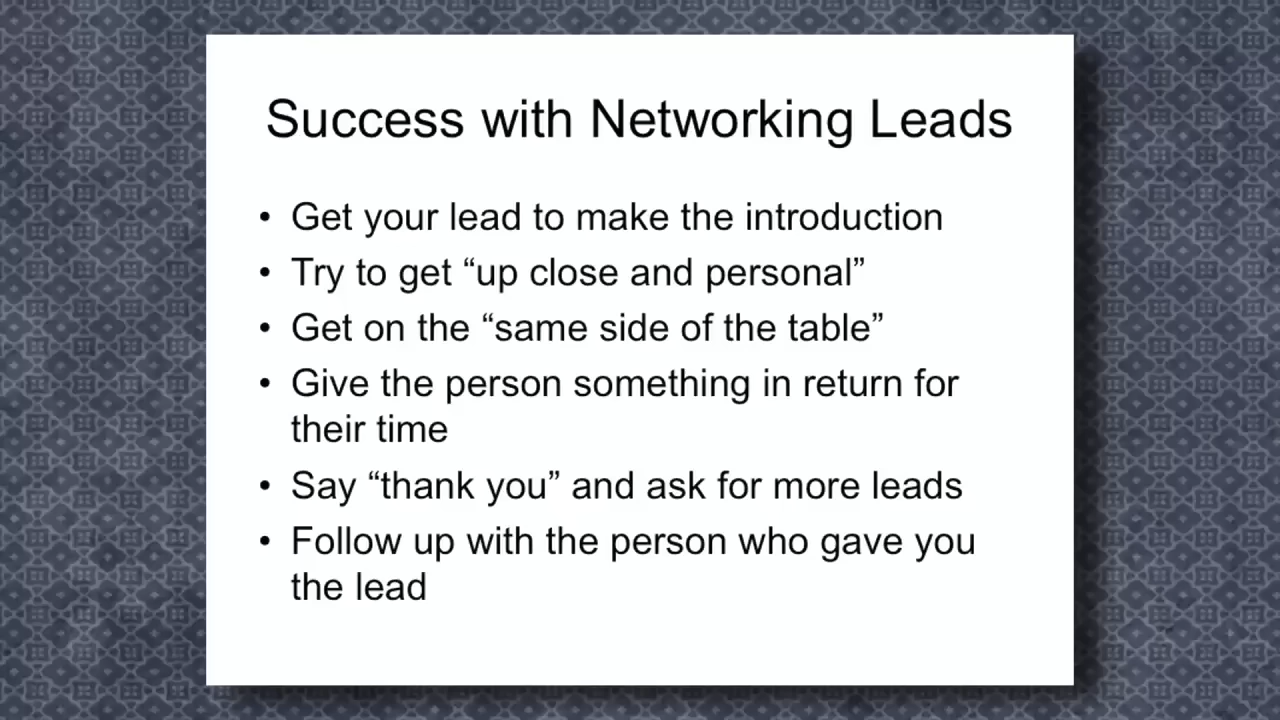 Success with Networking Leads
• Get your lead to make the introduction
• Try to get “up close and personal”
• Get on the “same side of the table”
• Give the person something in return for
their time
• Say “thank you” and ask for more leads
• Follow up with the person who gave you
the lead